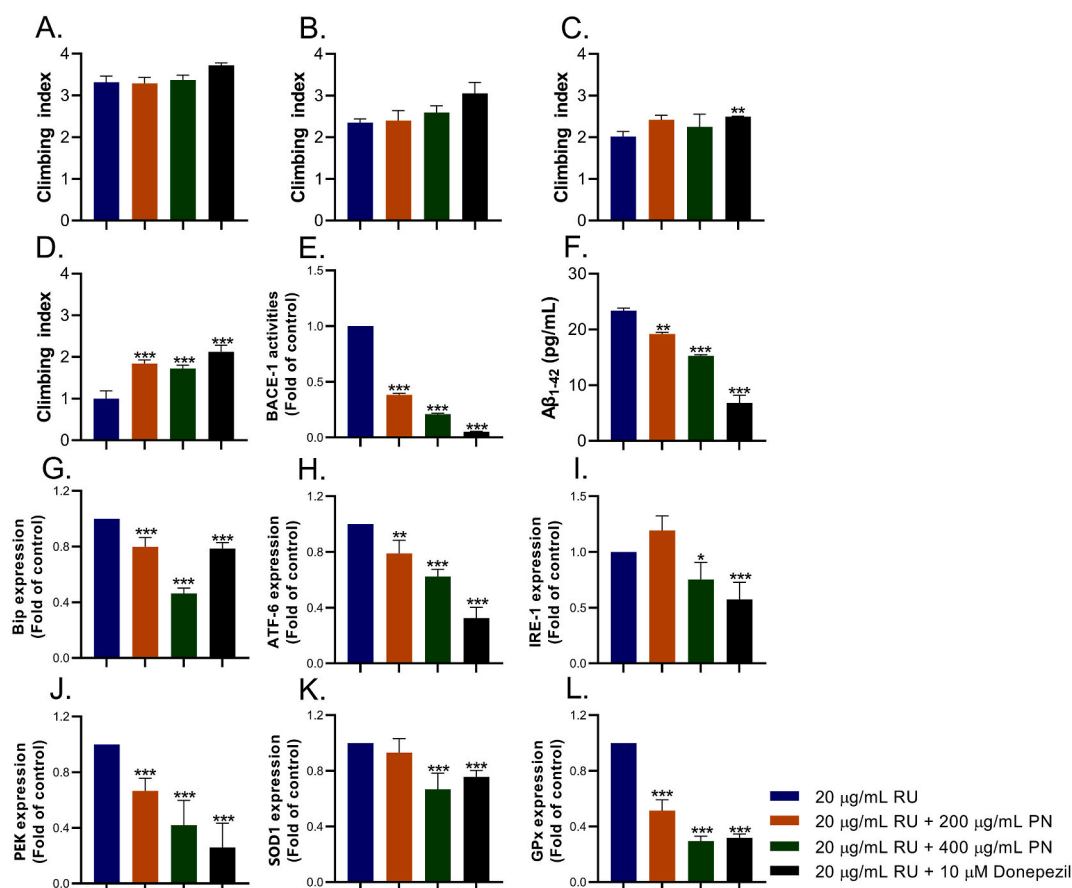 A.
Climbing index
4
3
2
1
0
B.
Climbing index
4
3
2
1
0
C.
Climbing index
4
3
2
1
0
**
D.
Climbing index
4
3
2
1
0
***
***
***
E.
BACE-1 activities
(Fold of control)
1.5
1.0
0.5
0.0
***
***
***
F.
Aβ1-42 (pg/mL)
30
20
10
0
**
***
***
G.
Bip expression
(Fold of control)
1.2
0.8
0.4
0.0
***
***
***
H.
ATF-6 expression
(Fold of control)
1.2
0.8
0.4
0.0
**
***
***
I.
IRE-1 expression
(Fold of control)
1.5
1.0
0.5
0.0
*
***
J.
PEK expression
(Fold of control)
1.2
0.8
0.4
0.0
***
***
***
K.
SOD1 expression
(Fold of control)
1.2
0.8
0.4
0.0
***
***
L.
GPx expression
(Fold of control)
1.2
0.8
0.4
0.0
***
***
***
20 µg/mL RU
20 µg/mL RU + 200 µg/mL PN
20 µg/mL RU + 400 µg/mL PN
20 µg/mL RU + 10 µM Donepezil